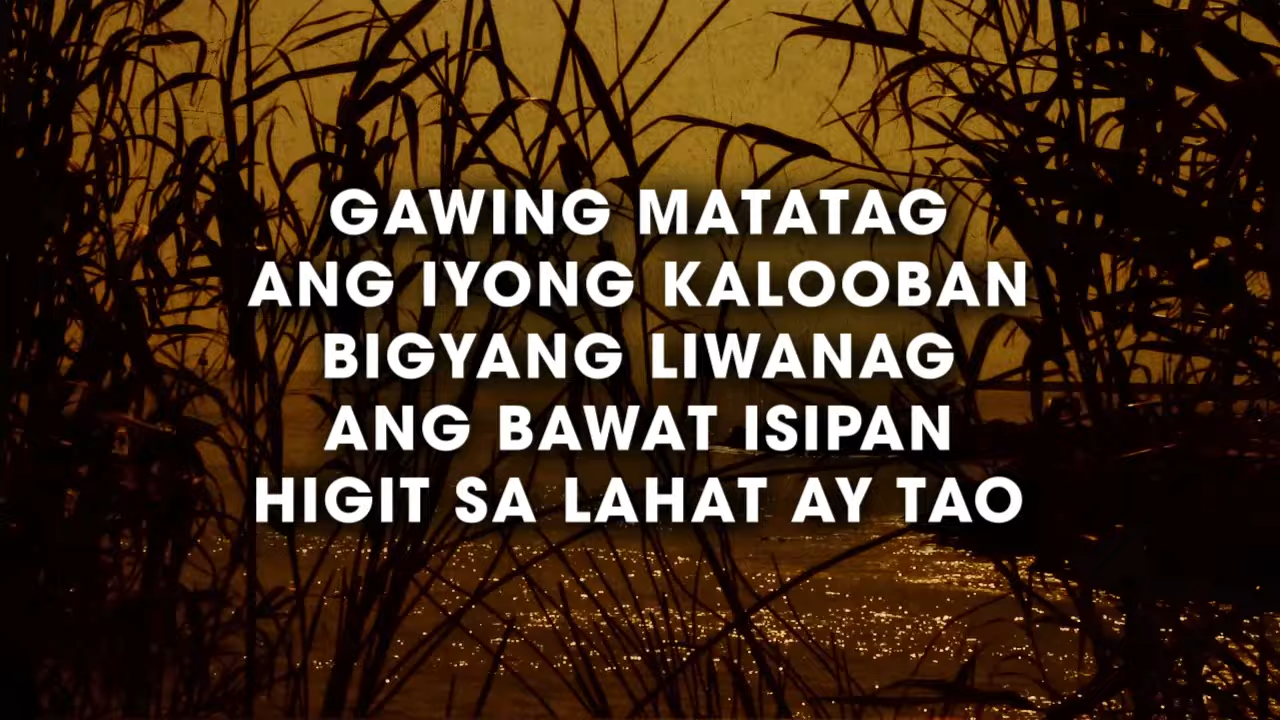 GAWING MATATAG
ANG IYONG KALOOBAN
BIGYANG LIWANAG
ANG BAWAT ISIPAN
HIGIT SA LAHAT AY TAO